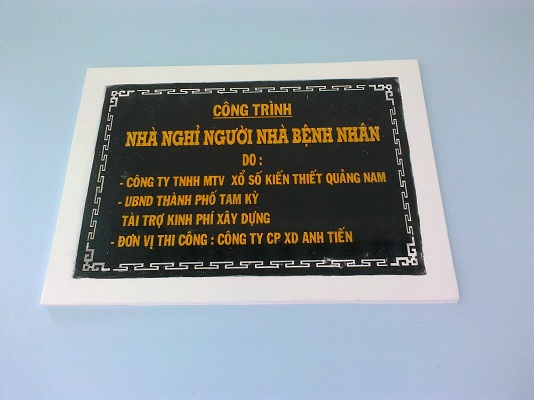 CÔNG TRÌNH
NHÀ NGHỈ NGƯỜI NHÀ BỆNH NHÂN
DO :
- CÔNG TY TNHH MTV XỔ SỐ KIẾN THIẾT QUẢNG NAM
- UBND THÀNH PHỐ TAM KỲ
TÀI TRỢ KINH PHÍ XÂY DỰNG
- ĐƠN VỊ THI CÔNG : CÔNG TY CP XD ANH TIẾN